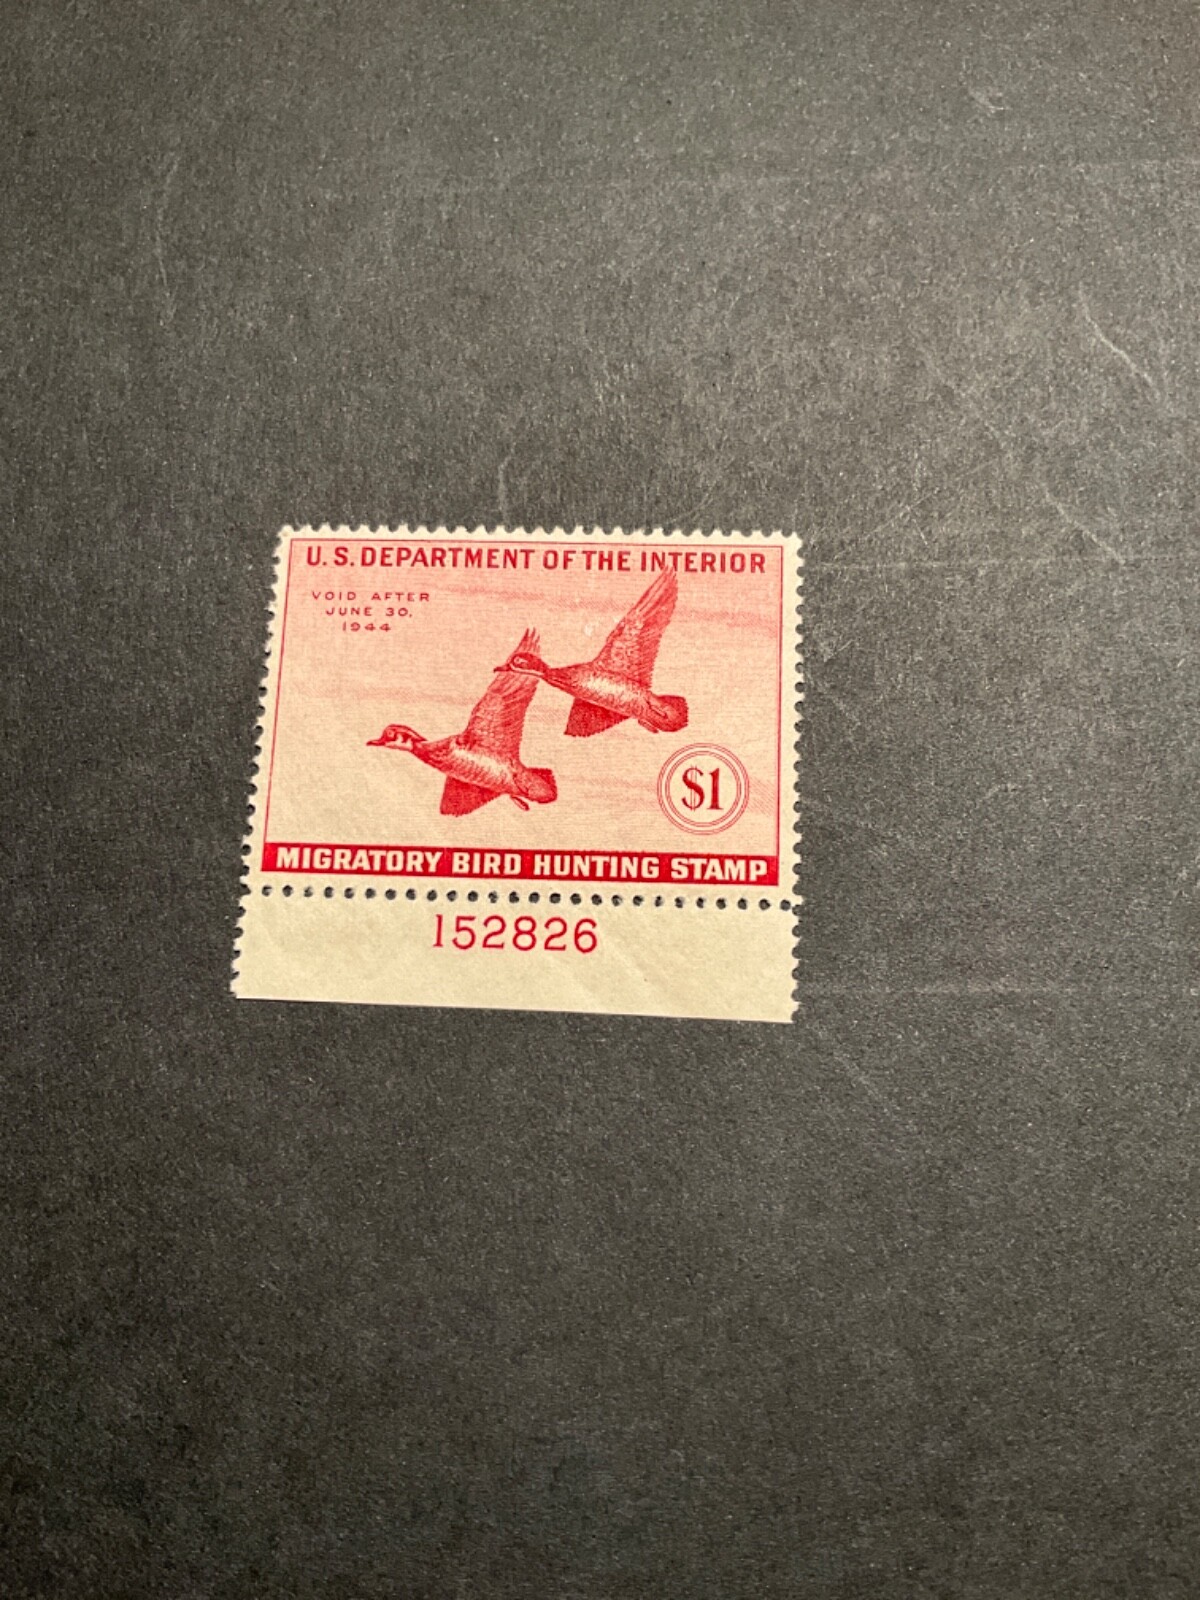 U.S. DEPARTMENT OF THE INTERIOR
VOID AFTER
JUNE 30,
1944
$1
MIGRATORY BIRD HUNTING STAMP
152826